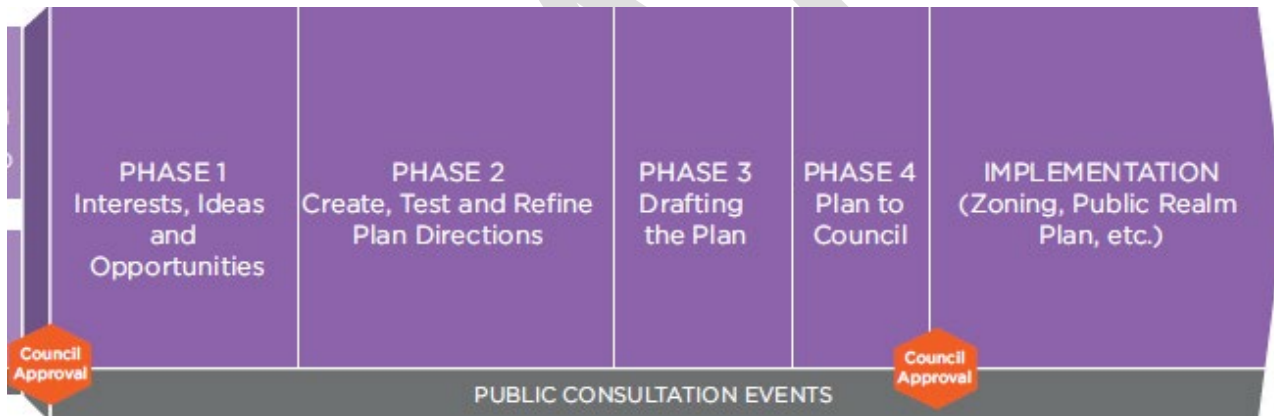 PHASE 1
Interests, Ideas
and
Opportunities
PHASE 2
Create, Test and Refine
Plan Directions
PHASE 3
Drafting
the Plan
PHASE 4
Plan to
Council
IMPLEMENTATION
(Zoning, Public Realm
Plan, etc.)
Council
Approval
Council
Approval
PUBLIC CONSULTATION EVENTS